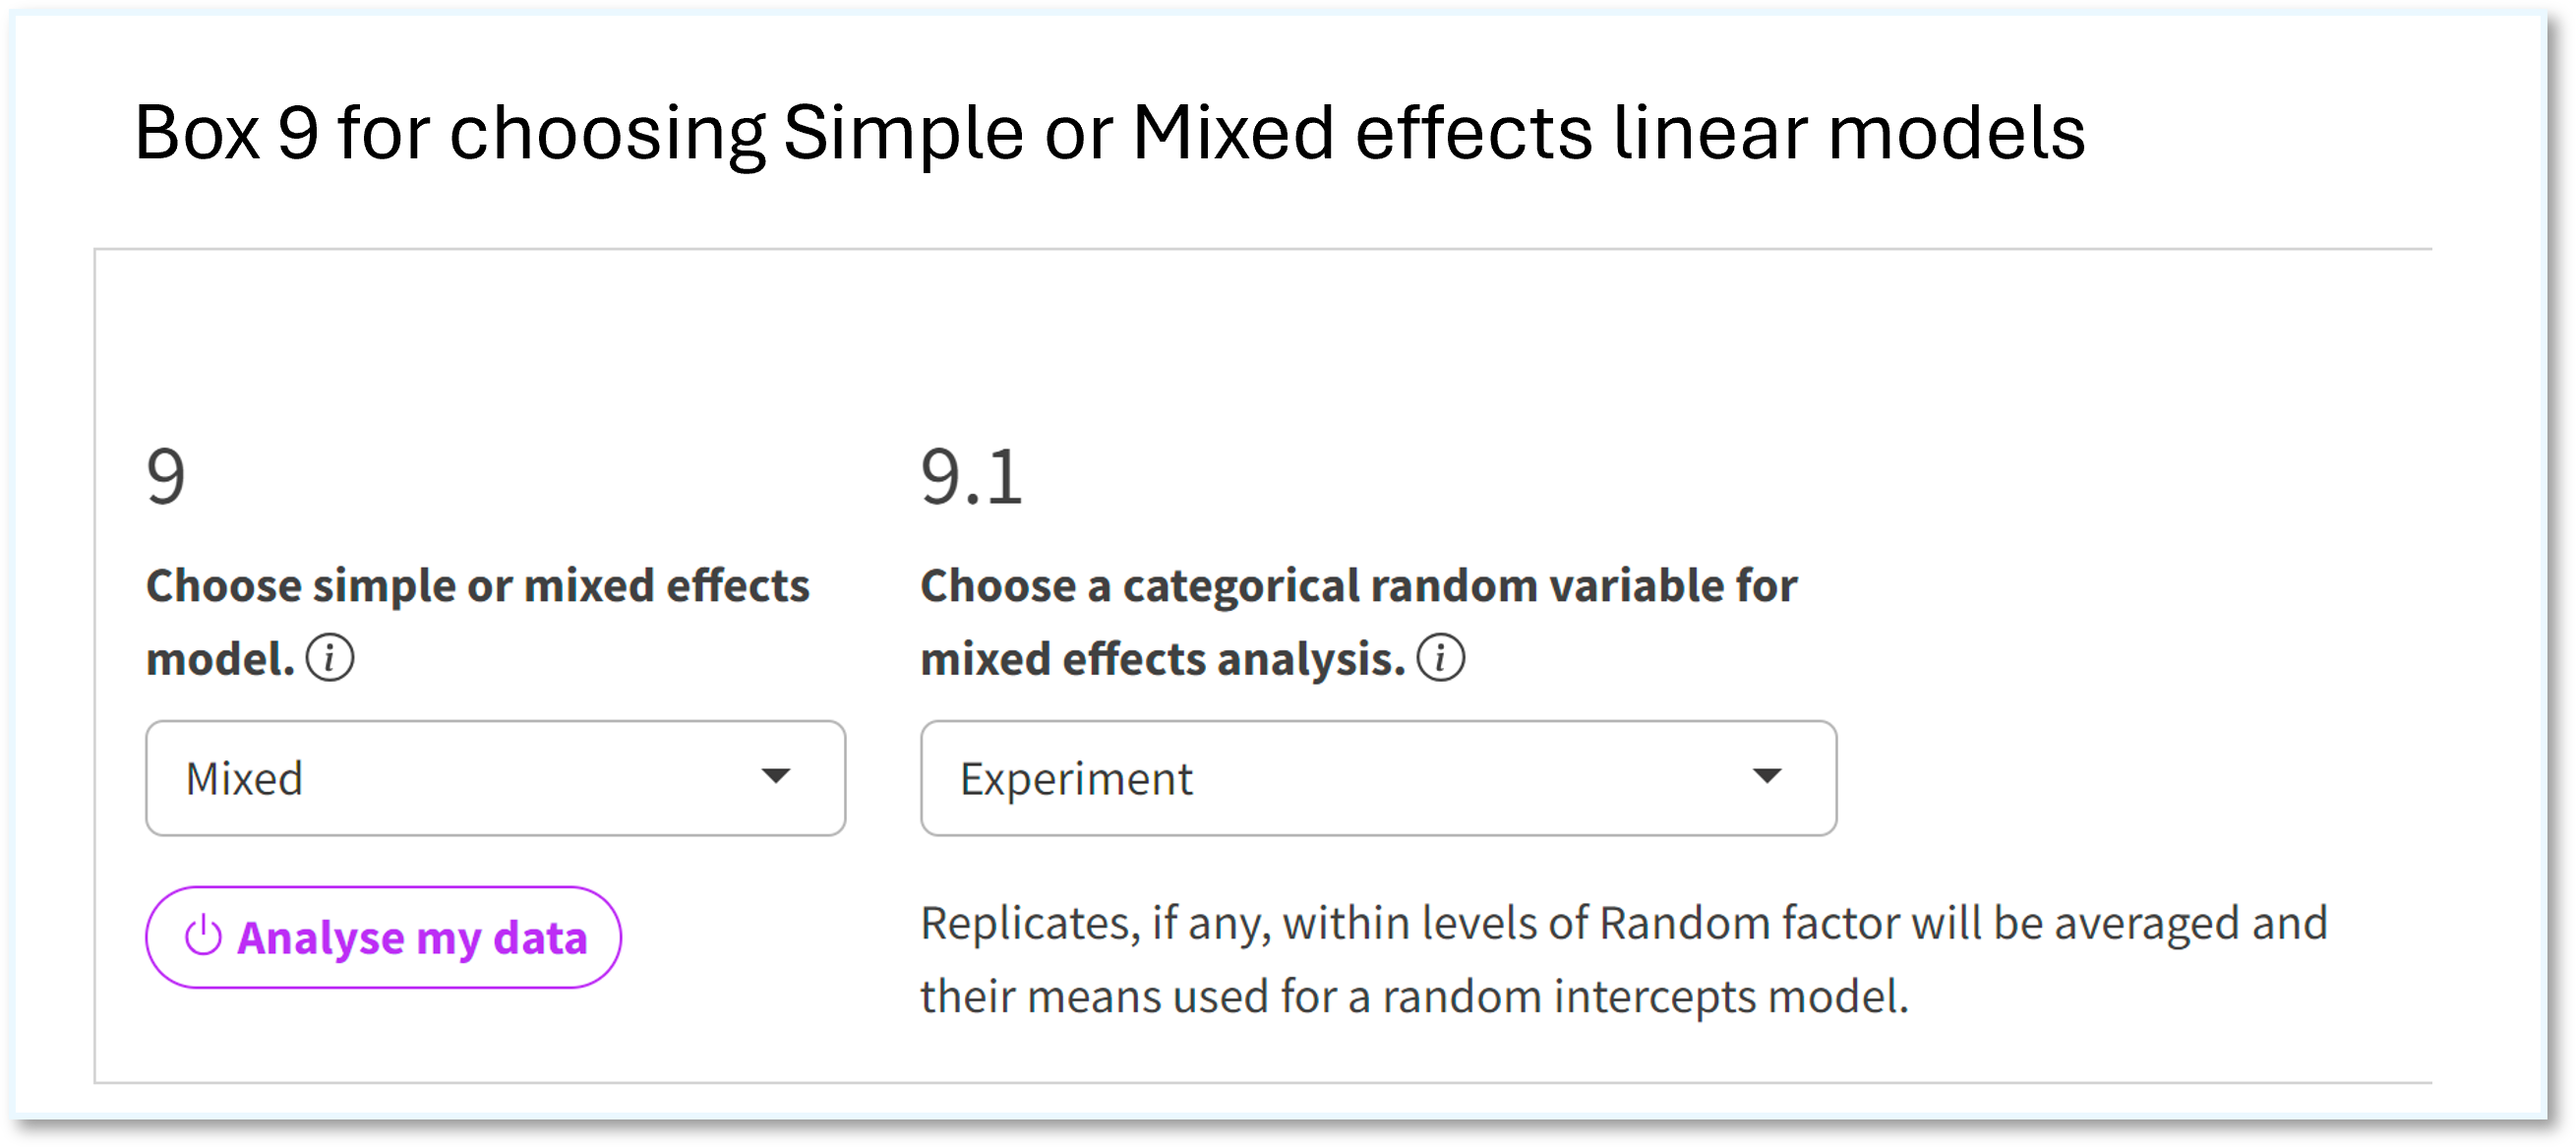 Box 9 for choosing Simple or Mixed effects linear models
9
Choose simple or mixed effects
model. i
Mixed
Analyse my data
9.1
Choose a categorical random variable for
mixed effects analysis. i
Experiment
Replicates, if any, within levels of Random factor will be averaged and
their means used for a random intercepts model.